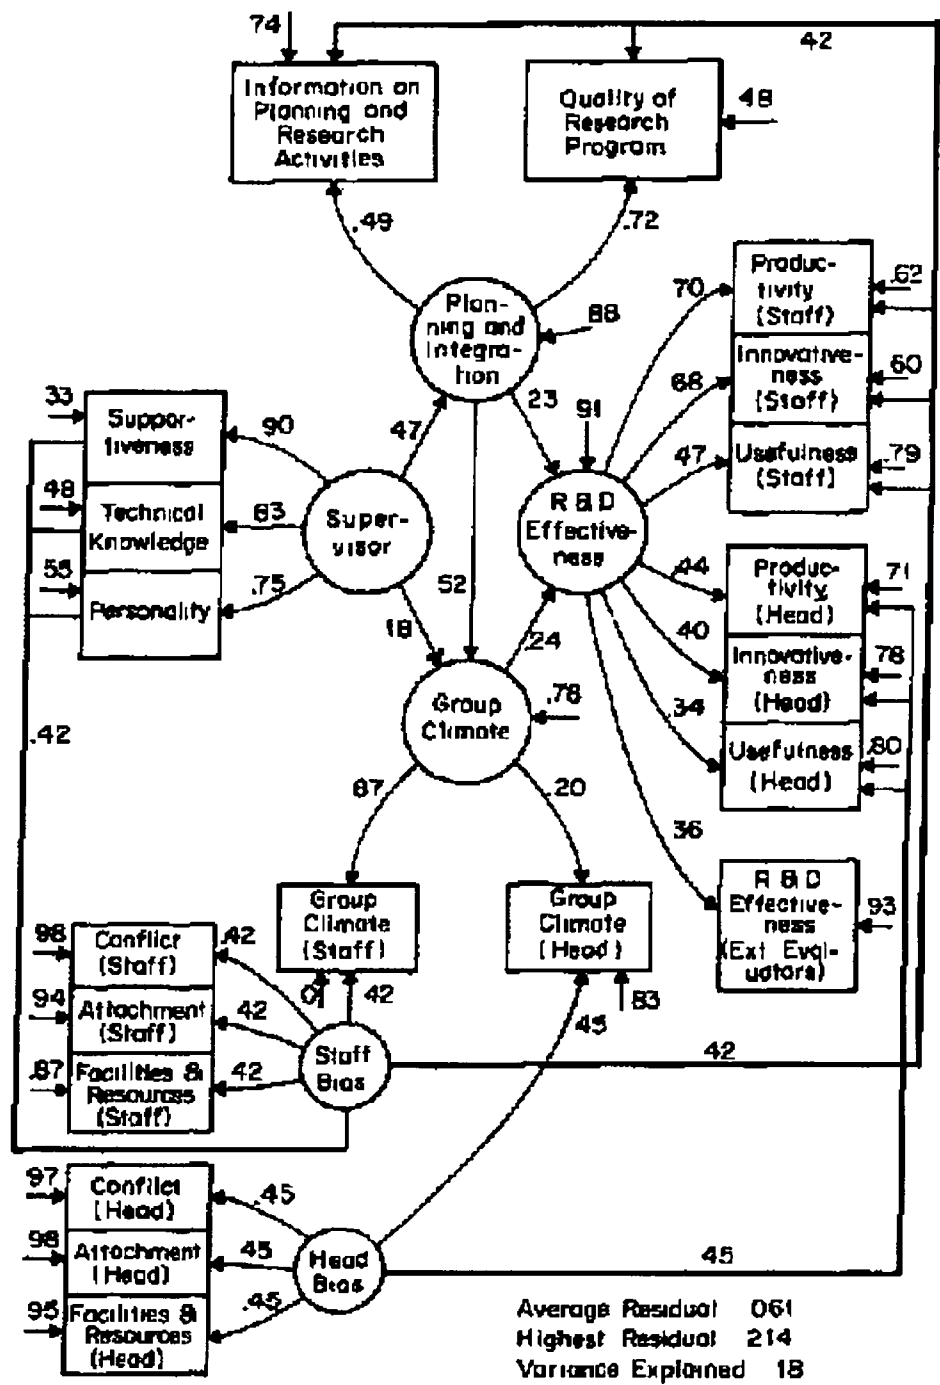 .74
42
Information on
Planning and
Research
Activities
Quality of
Research
Program
.48
.49
.72
Plan-
ning and
Integra-
tion
88
Produc-
tivity
(Staff)
.62
70
Innovative-
ness
(Staff)
60
68
Usefulness
(Staff)
.79
47
33
Suppor-
tiveness
.90
47
23
91
48
Technical
Knowledge
83
Super-
visor
R & D
Effective-
ness
55
Personality
.75
18
52
.24
.44
Produc-
tivity
(Head)
71
40
Innovative-
ness
(Head)
.78
.34
Usefulness
(Head)
.80
Group
Climate
.78
.42
87
.20
36
R & D
Effective-
ness
(Ext Eval-
uators)
93
Group
Climate
(Staff)
Group
Climate
(Head)
98
Conflict
(Staff)
.42
94
Attachment
(Staff)
42
.87
Facilities &
Resources
(Staff)
42
01
42
45
83
Staff
Bias
42
.97
Conflict
(Head)
.45
98
Attachment
(Head)
45
95
Facilities &
Resources
(Head)
.45
Head
Bias
45
Average Residual 061
Highest Residual 214
Variance Explained 18